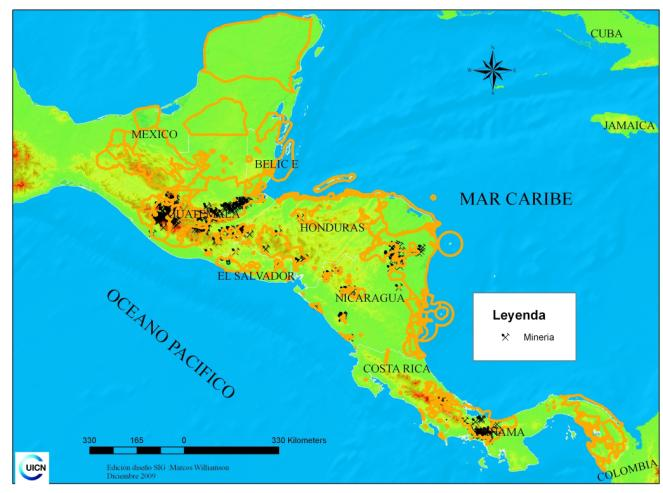 CUBA
JAMAICA
MEXICO
BELIC E
MAR CARIBE
GUATEMALA
HONDURAS
EL SALVADOR
NICARAGUA
OCEANO PACIFICO
Leyenda
Mineria
COSTA RICA
PANAMA
COLOMBIA
330 165 0 330 Kilometers
Edicion diseño SIG :Marcos Williamson
Diciembre 2009
UICN